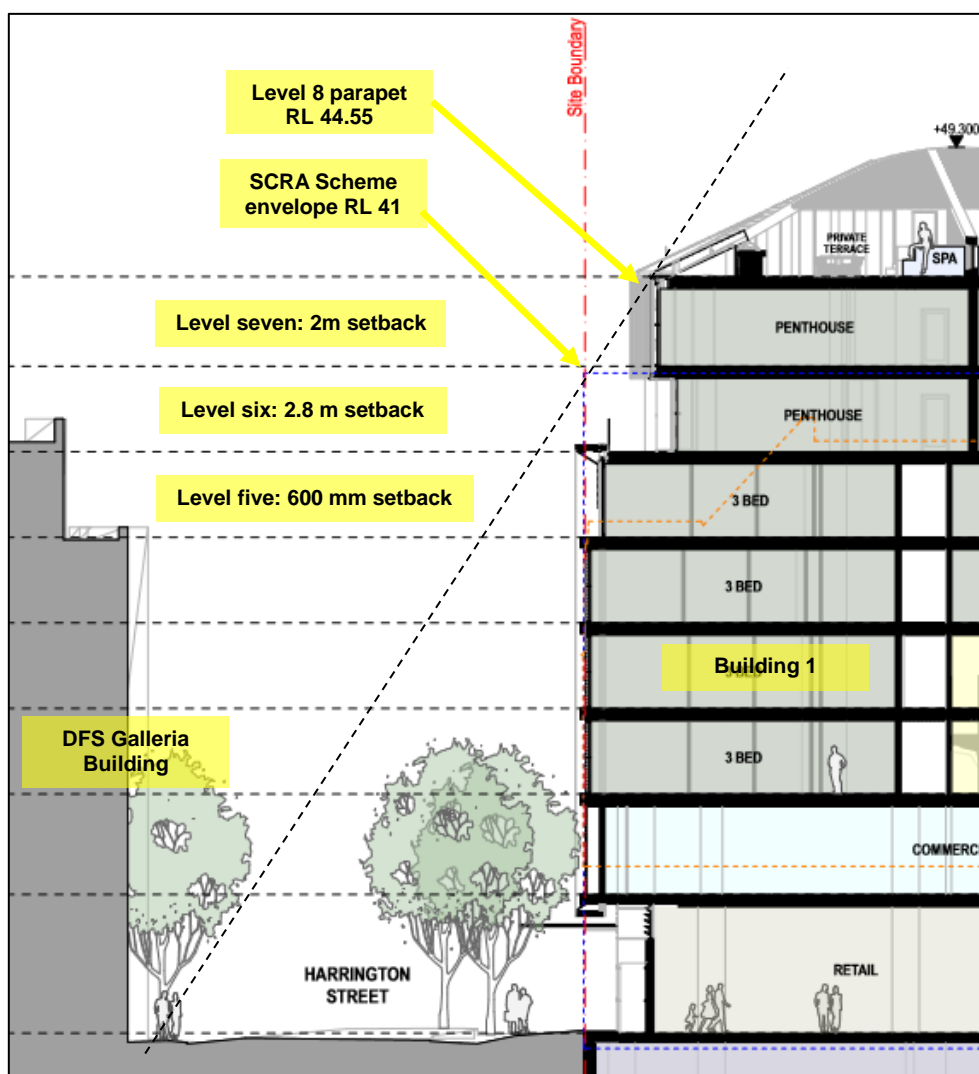 Site Boundary
Level 8 parapet
RL 44.55
+49.300
SCRA Scheme
envelope RL 41
PRIVATE
TERRACE
SPA
Level seven: 2m setback
PENTHOUSE
Level six: 2.8 m setback
PENTHOUSE
Level five: 600 mm setback
3 BED
3 BED
Building 1
3 BED
DFS Galleria
Building
3 BED
COMMERC
HARRINGTON
STREET
RETAIL